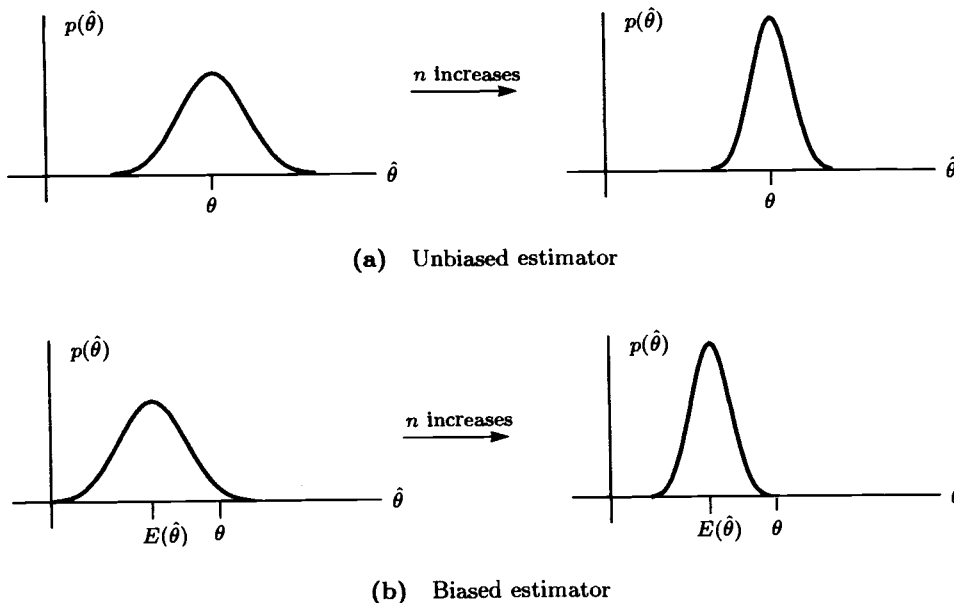 p(θ̂)
p(θ̂)
n increases
θ̂
θ
θ
(a) Unbiased estimator
p(θ̂)
p(θ̂)
n increases
θ̂
E(θ̂)
θ
E(θ̂)
θ
(b) Biased estimator